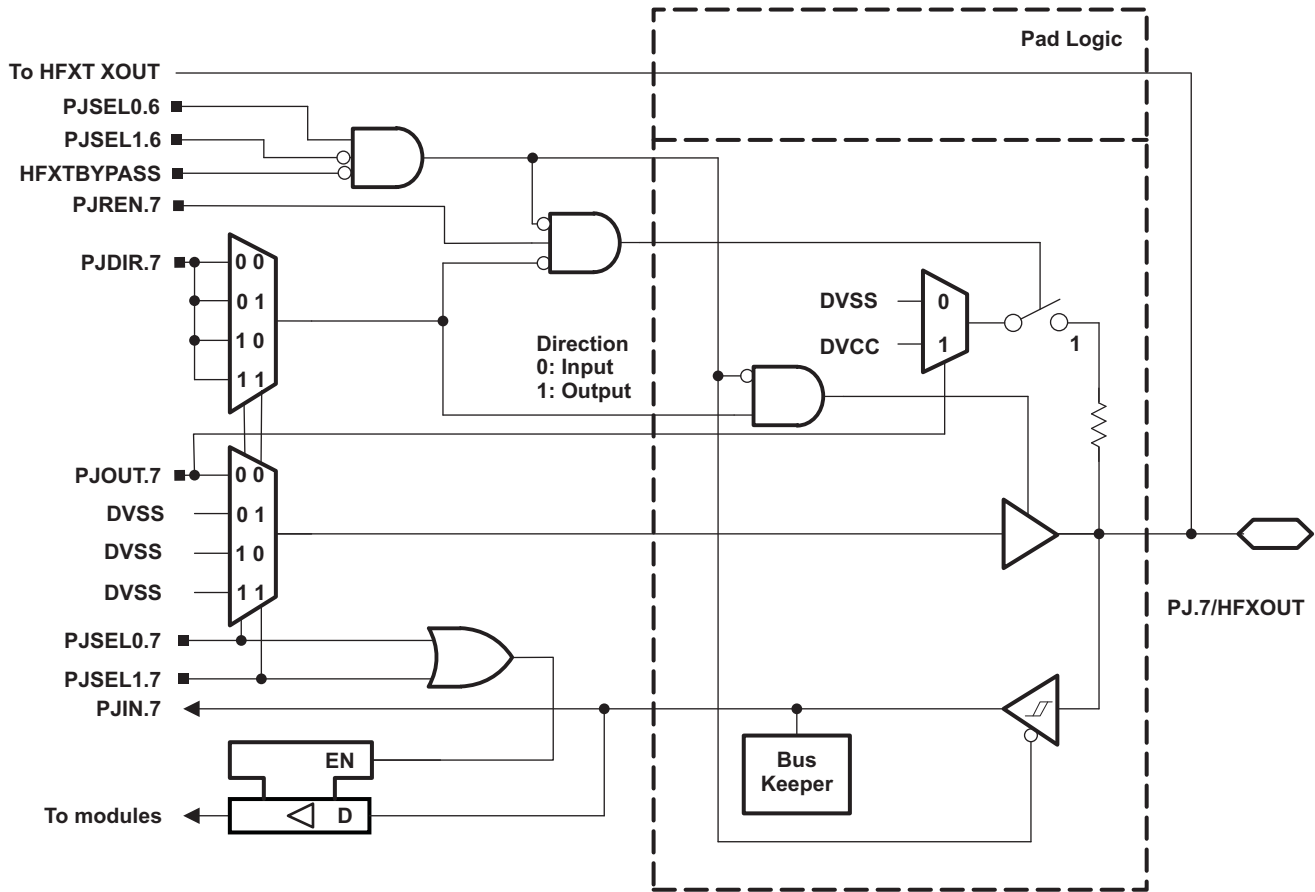 Pad Logic
To HFXT XOUT
PJSEL0.6
PJSEL1.6
HFXTBYPASS
PJREN.7
PJDIR.7
0 0
0 1
1 0
1 1
Direction
0: Input
1: Output
DVSS
0
DVCC
1
1
PJOUT.7
0 0
DVSS
0 1
DVSS
1 0
DVSS
1 1
PJ.7/HFXOUT
PJSEL0.7
PJSEL1.7
PJIN.7
EN
Bus
Keeper
To modules
D